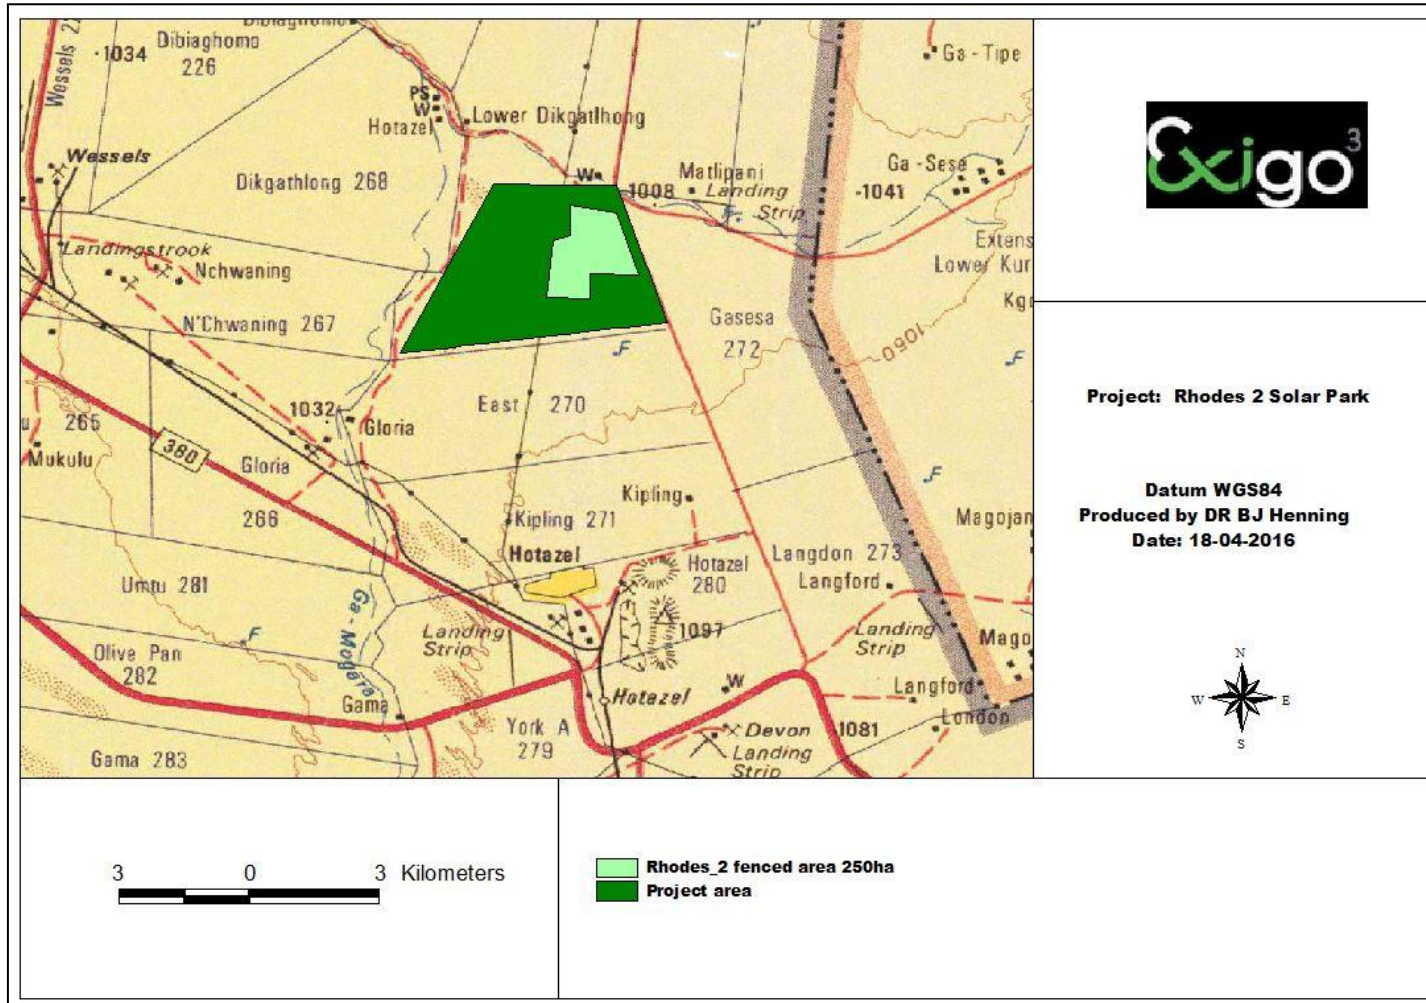 Dibiaghomo
Dibiaghomo
226
1034
Wessels
PS
W
Hotazel
Lower Dikgatlhong
Ga-Tipe
Wessels
Dikgathlong 268
W
1008
Matlipani
Landing
Strip
F
Ga-Sese
1041
Landingstrook
Nchwaning
N'Chwaning 267
Extens
Lower Kur
Kg
Gasesa
272
1060
F
F
East 270
1032
Gloria
265
Mukulu
380
Gloria
266
Kipling
Kipling 271
Hotazel
F
Magojan
Hotazel
280
Langdon 273
Langford
Umtu 281
F
Landing
Strip
1097
Landing
Strip
Mago
Olive Pan
282
Gama
Hotazel
W
Langford
London
York A
279
Devon
Landing
Strip
1081
Gama 283
Exigo3
Project: Rhodes 2 Solar Park
Datum WGS84
Produced by DR BJ Henning
Date: 18-04-2016
N
W E
S
3 0 3 Kilometers
Rhodes_2 fenced area 250ha
Project area